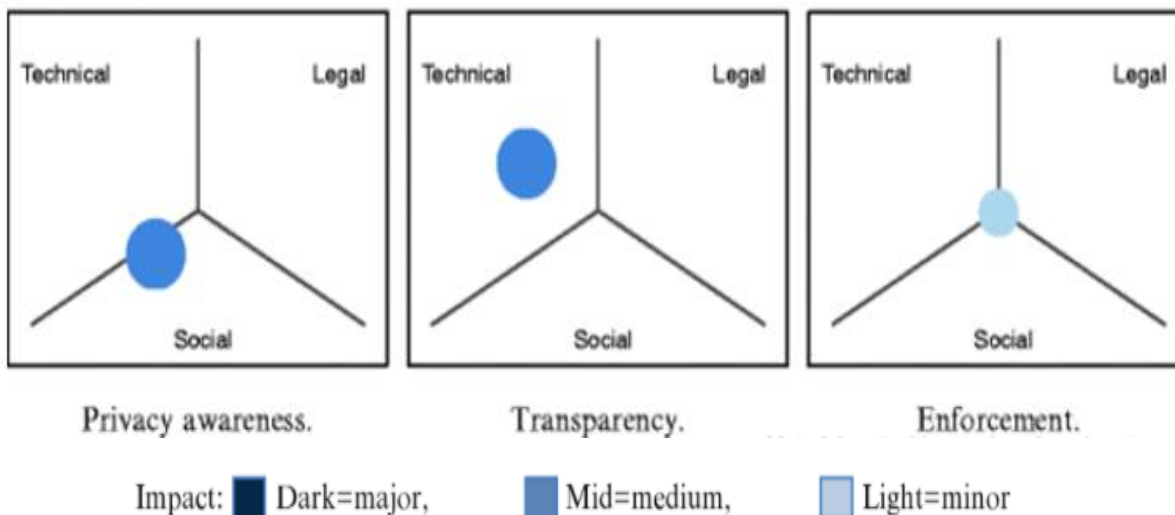 Technical Legal
Social
Technical Legal
Social
Technical Legal
Social
Privacy awareness. Transparency. Enforcement.
Impact: Dark=major, Mid=medium, Light=minor